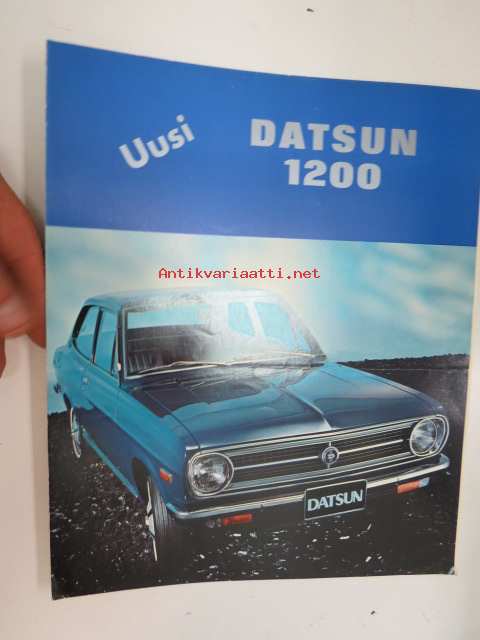 Uusi
DATSUN
1200
Antikvariaatti.net
DATSUN